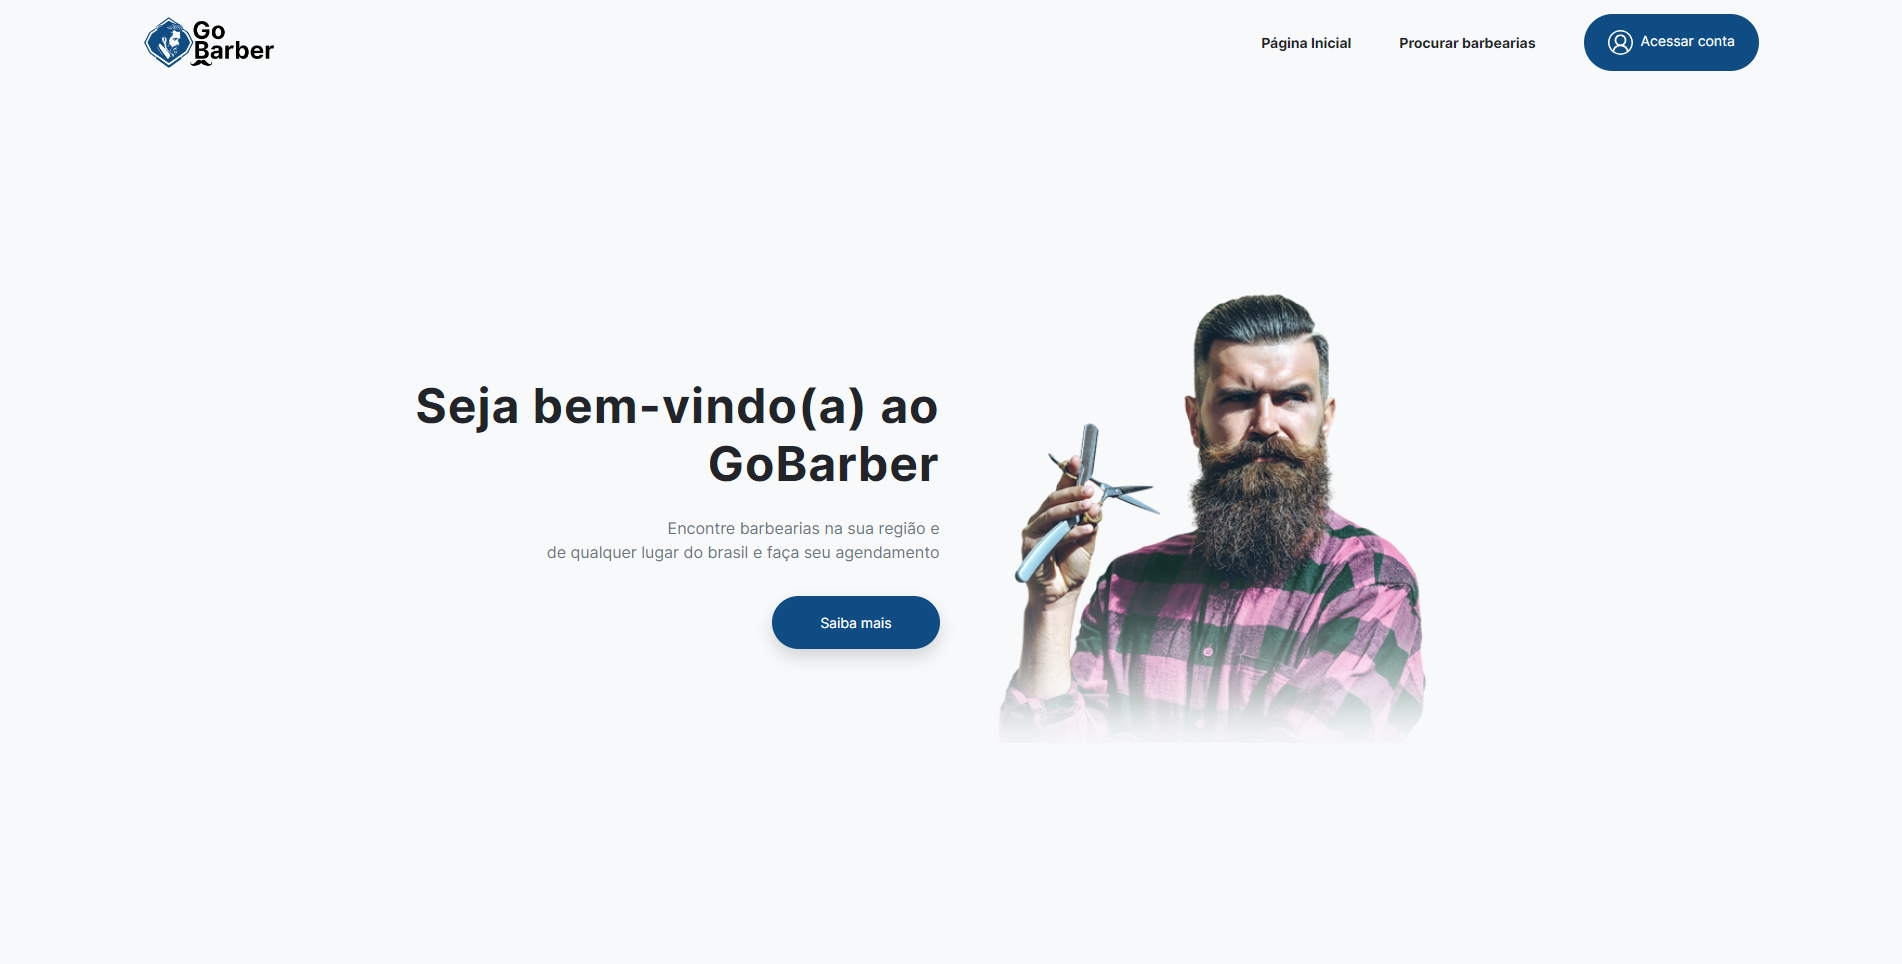 Go
Barber
Página Inicial
Procurar barbearias
Acessar conta
Seja bem-vindo(a) ao
GoBarber
Encontre barbearias na sua região e
de qualquer lugar do brasil e faça seu agendamento
Saiba mais